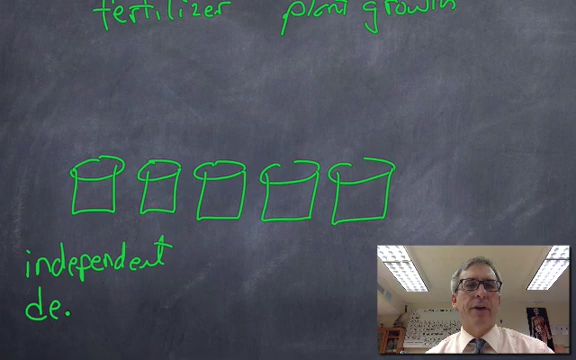 fertilizer plant growth
independent
de.